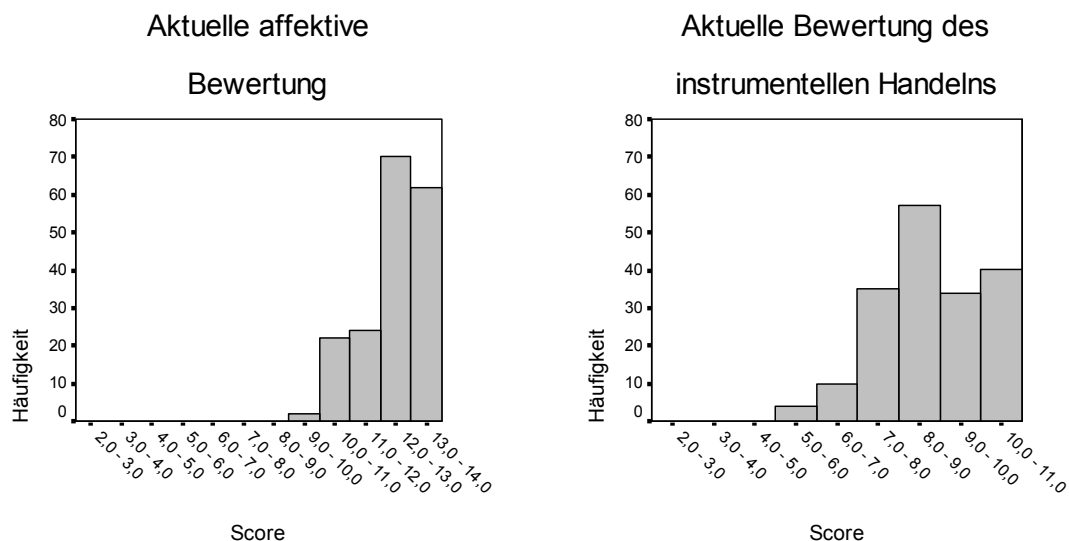 Aktuelle affektive
Bewertung
80
70
60
50
40
30
20
10
0
Häufigkeit
2,0 - 3,0
3,0 - 4,0
4,0 - 5,0
5,0 - 6,0
6,0 - 7,0
7,0 - 8,0
8,0 - 9,0
9,0 - 10,0
10,0 - 11,0
11,0 - 12,0
12,0 - 13,0
13,0 - 14,0
Score
Aktuelle Bewertung des
instrumentellen Handelns
80
70
60
50
40
30
20
10
0
Häufigkeit
2,0 - 3,0
3,0 - 4,0
4,0 - 5,0
5,0 - 6,0
6,0 - 7,0
7,0 - 8,0
8,0 - 9,0
9,0 - 10,0
10,0 - 11,0
Score